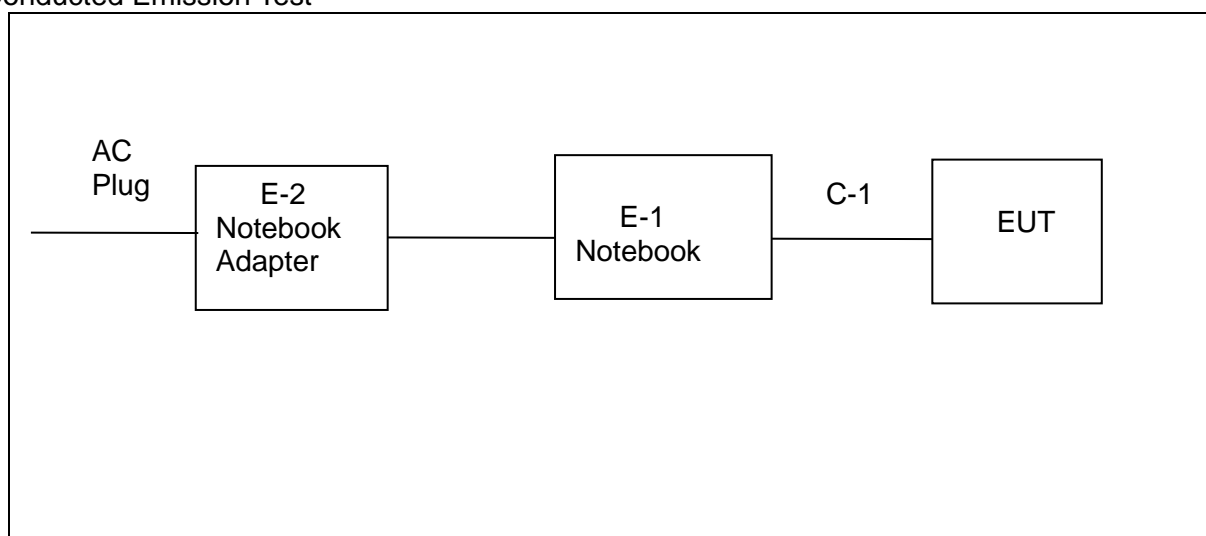 Conducted Emission Test
AC
Plug
E-2
Notebook
Adapter
E-1
Notebook
C-1
EUT